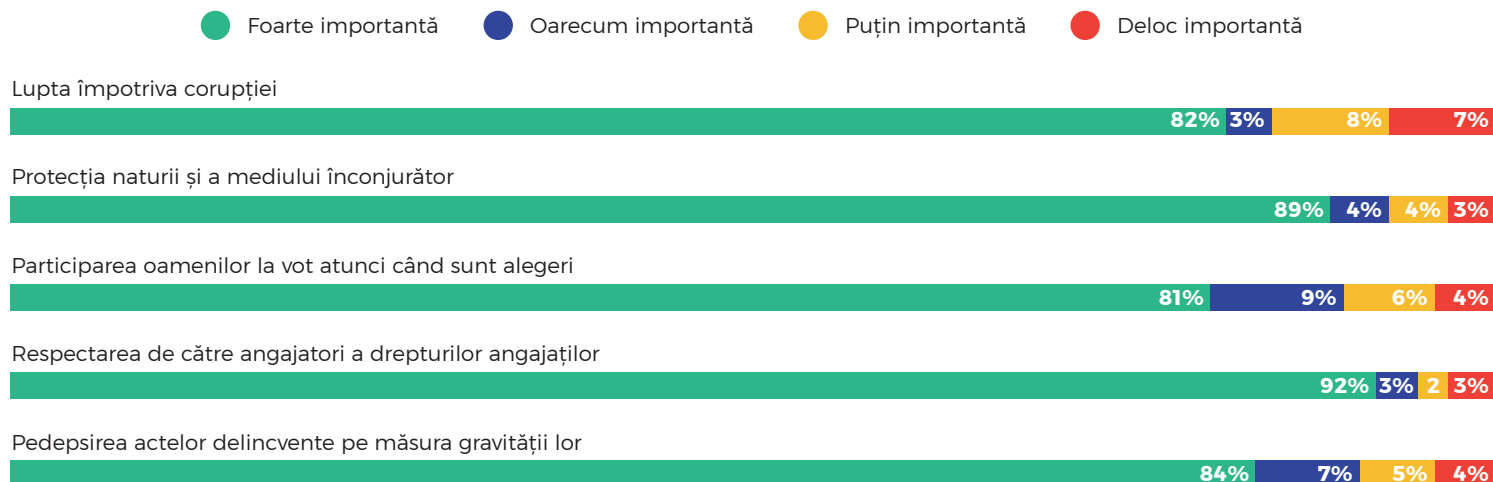 Foarte importantă Oarecum importantă Puțin importantă Deloc importantă
Lupta împotriva corupției
82% 3% 8% 7%
Protecția naturii și a mediului înconjurător
89% 4% 4% 3%
Participarea oamenilor la vot atunci când sunt alegeri
81% 9% 6% 4%
Respectarea de către angajatori a drepturilor angajaților
92% 3% 2 3%
Pedepsirea actelor delincvente pe măsura gravității lor
84% 7% 5% 4%